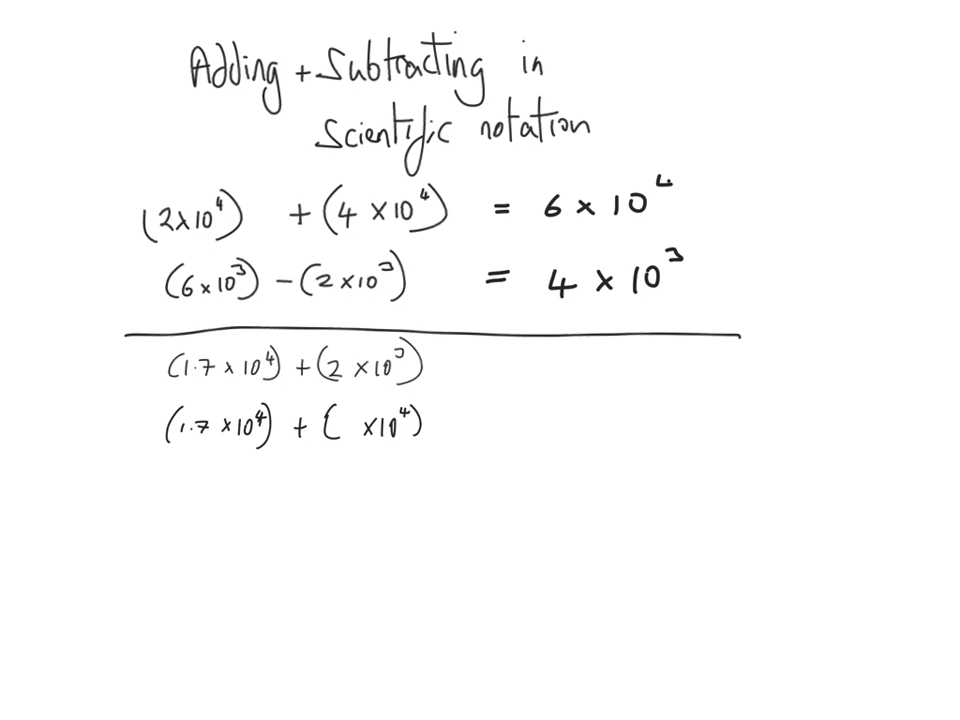 Adding + Subtracting in
Scientific notation
(2×10⁴) + (4 ×10⁴) = 6 × 10⁴
(6×10³) - (2×10³) = 4 × 10³
(1.7 × 10⁴) + (2 ×10³)
(1.7 ×10⁴) + ( ×10⁴)